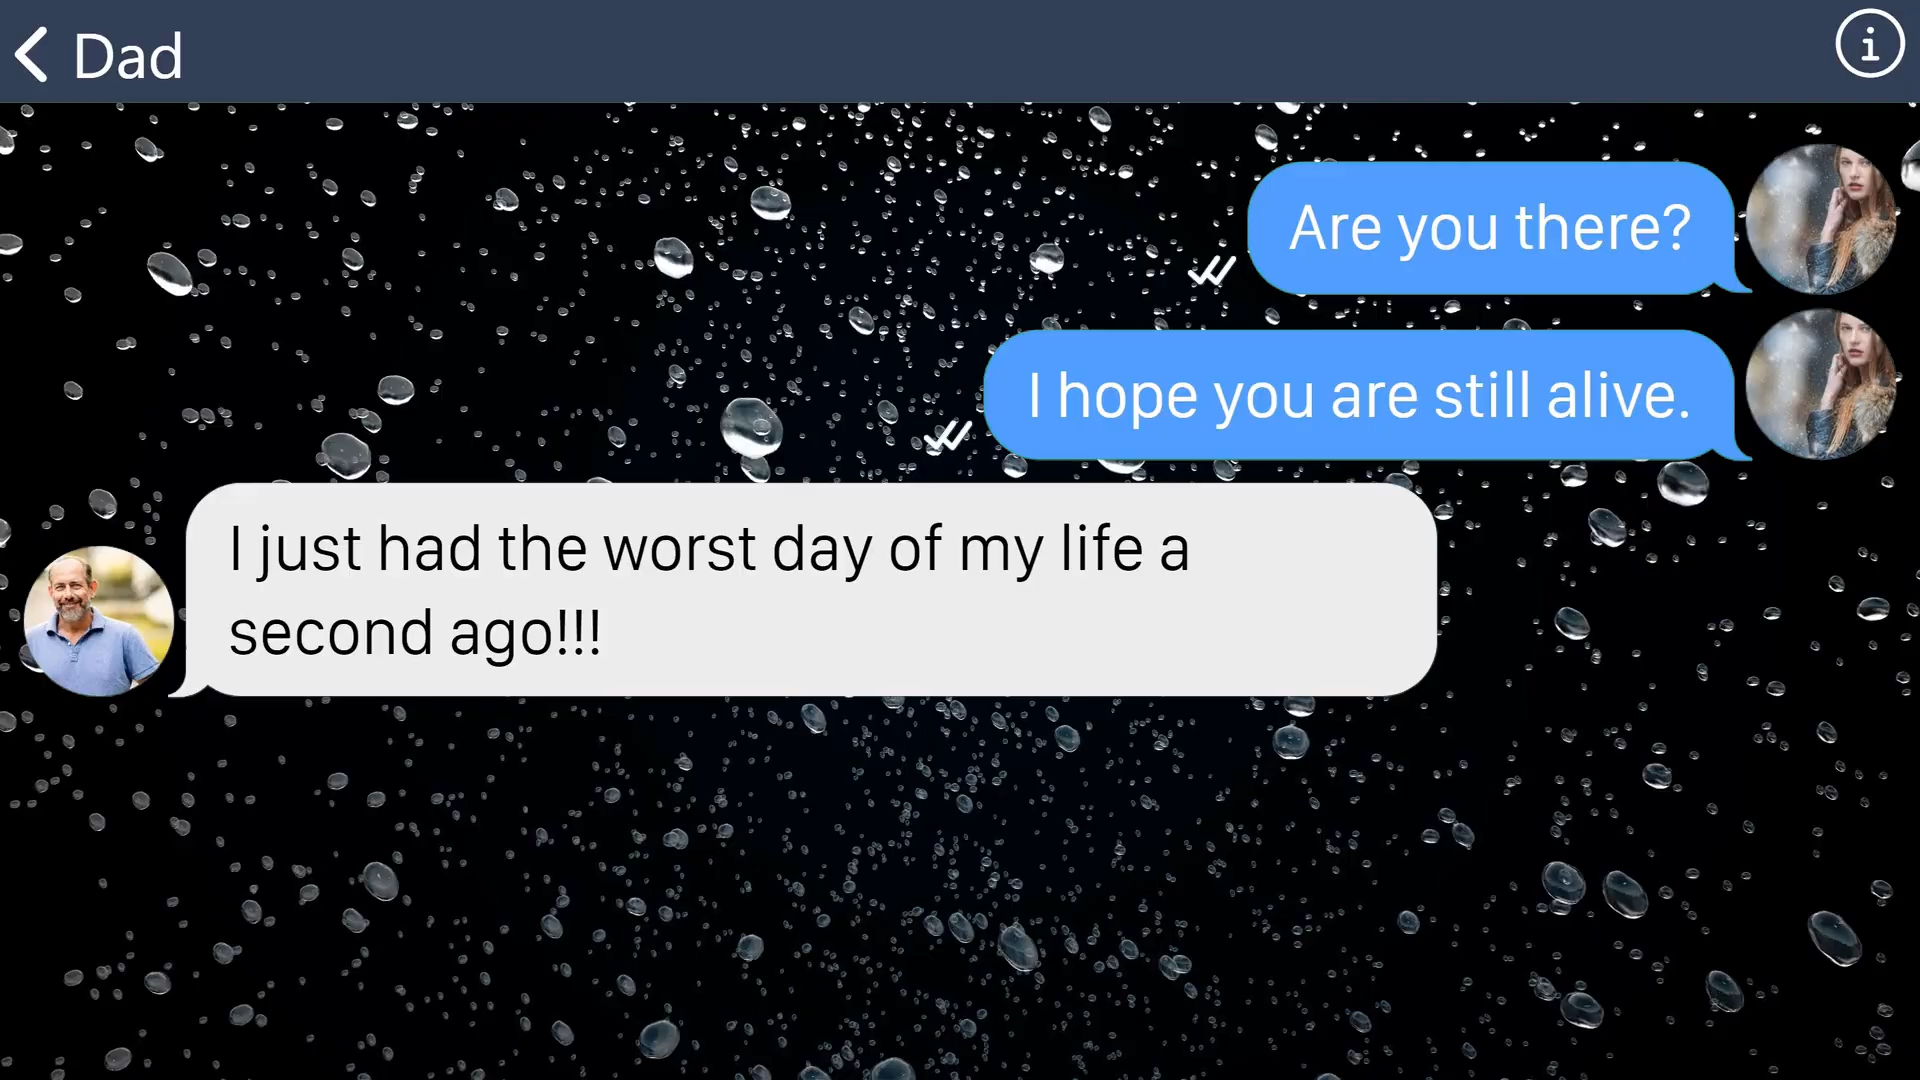 Dad
Are you there?
I hope you are still alive.
I just had the worst day of my life a
second ago!!!